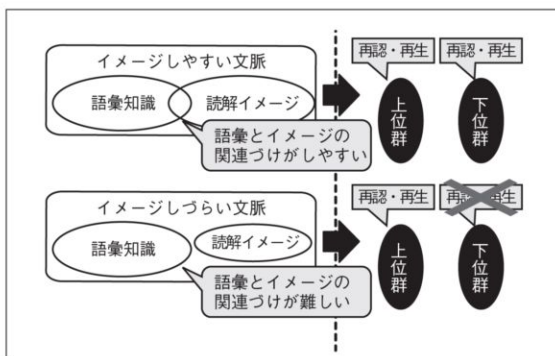 イメージしやすい文脈
語彙知識
読解イメージ
語彙とイメージの
関連づけがしやすい
再認・再生
再認・再生
上位群
下位群
イメージしづらい文脈
語彙知識
読解イメージ
語彙とイメージの
関連づけが難しい
再認・再生
再認・再生
上位群
下位群